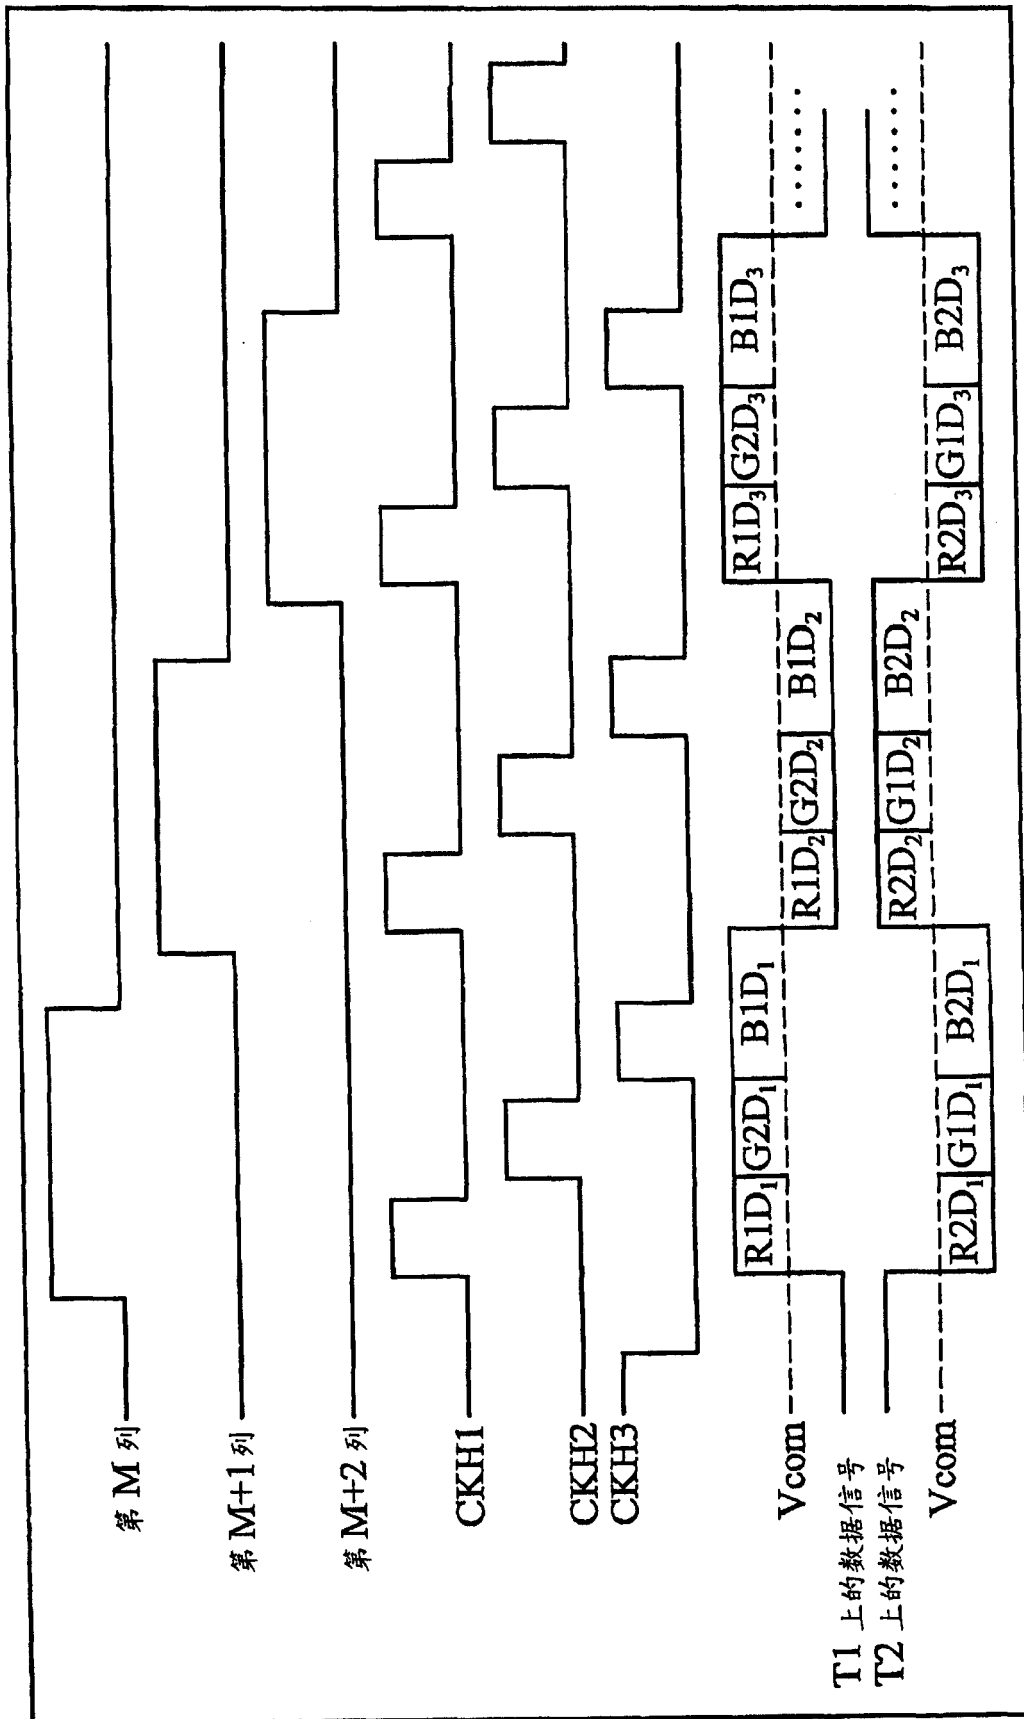 第 M 列
第 M+1 列
第 M+2 列
CKH1
CKH2
CKH3
Vcom
R1D₁ G2D₁ B1D₁ R1D₂ G2D₂ B1D₂ R1D₃ G2D₃ B1D₃ ·······
T1 上的数据信号
T2 上的数据信号
R2D₁ G1D₁ B2D₁ R2D₂ G1D₂ B2D₂ R2D₃ G1D₃ B2D₃ ·······
Vcom